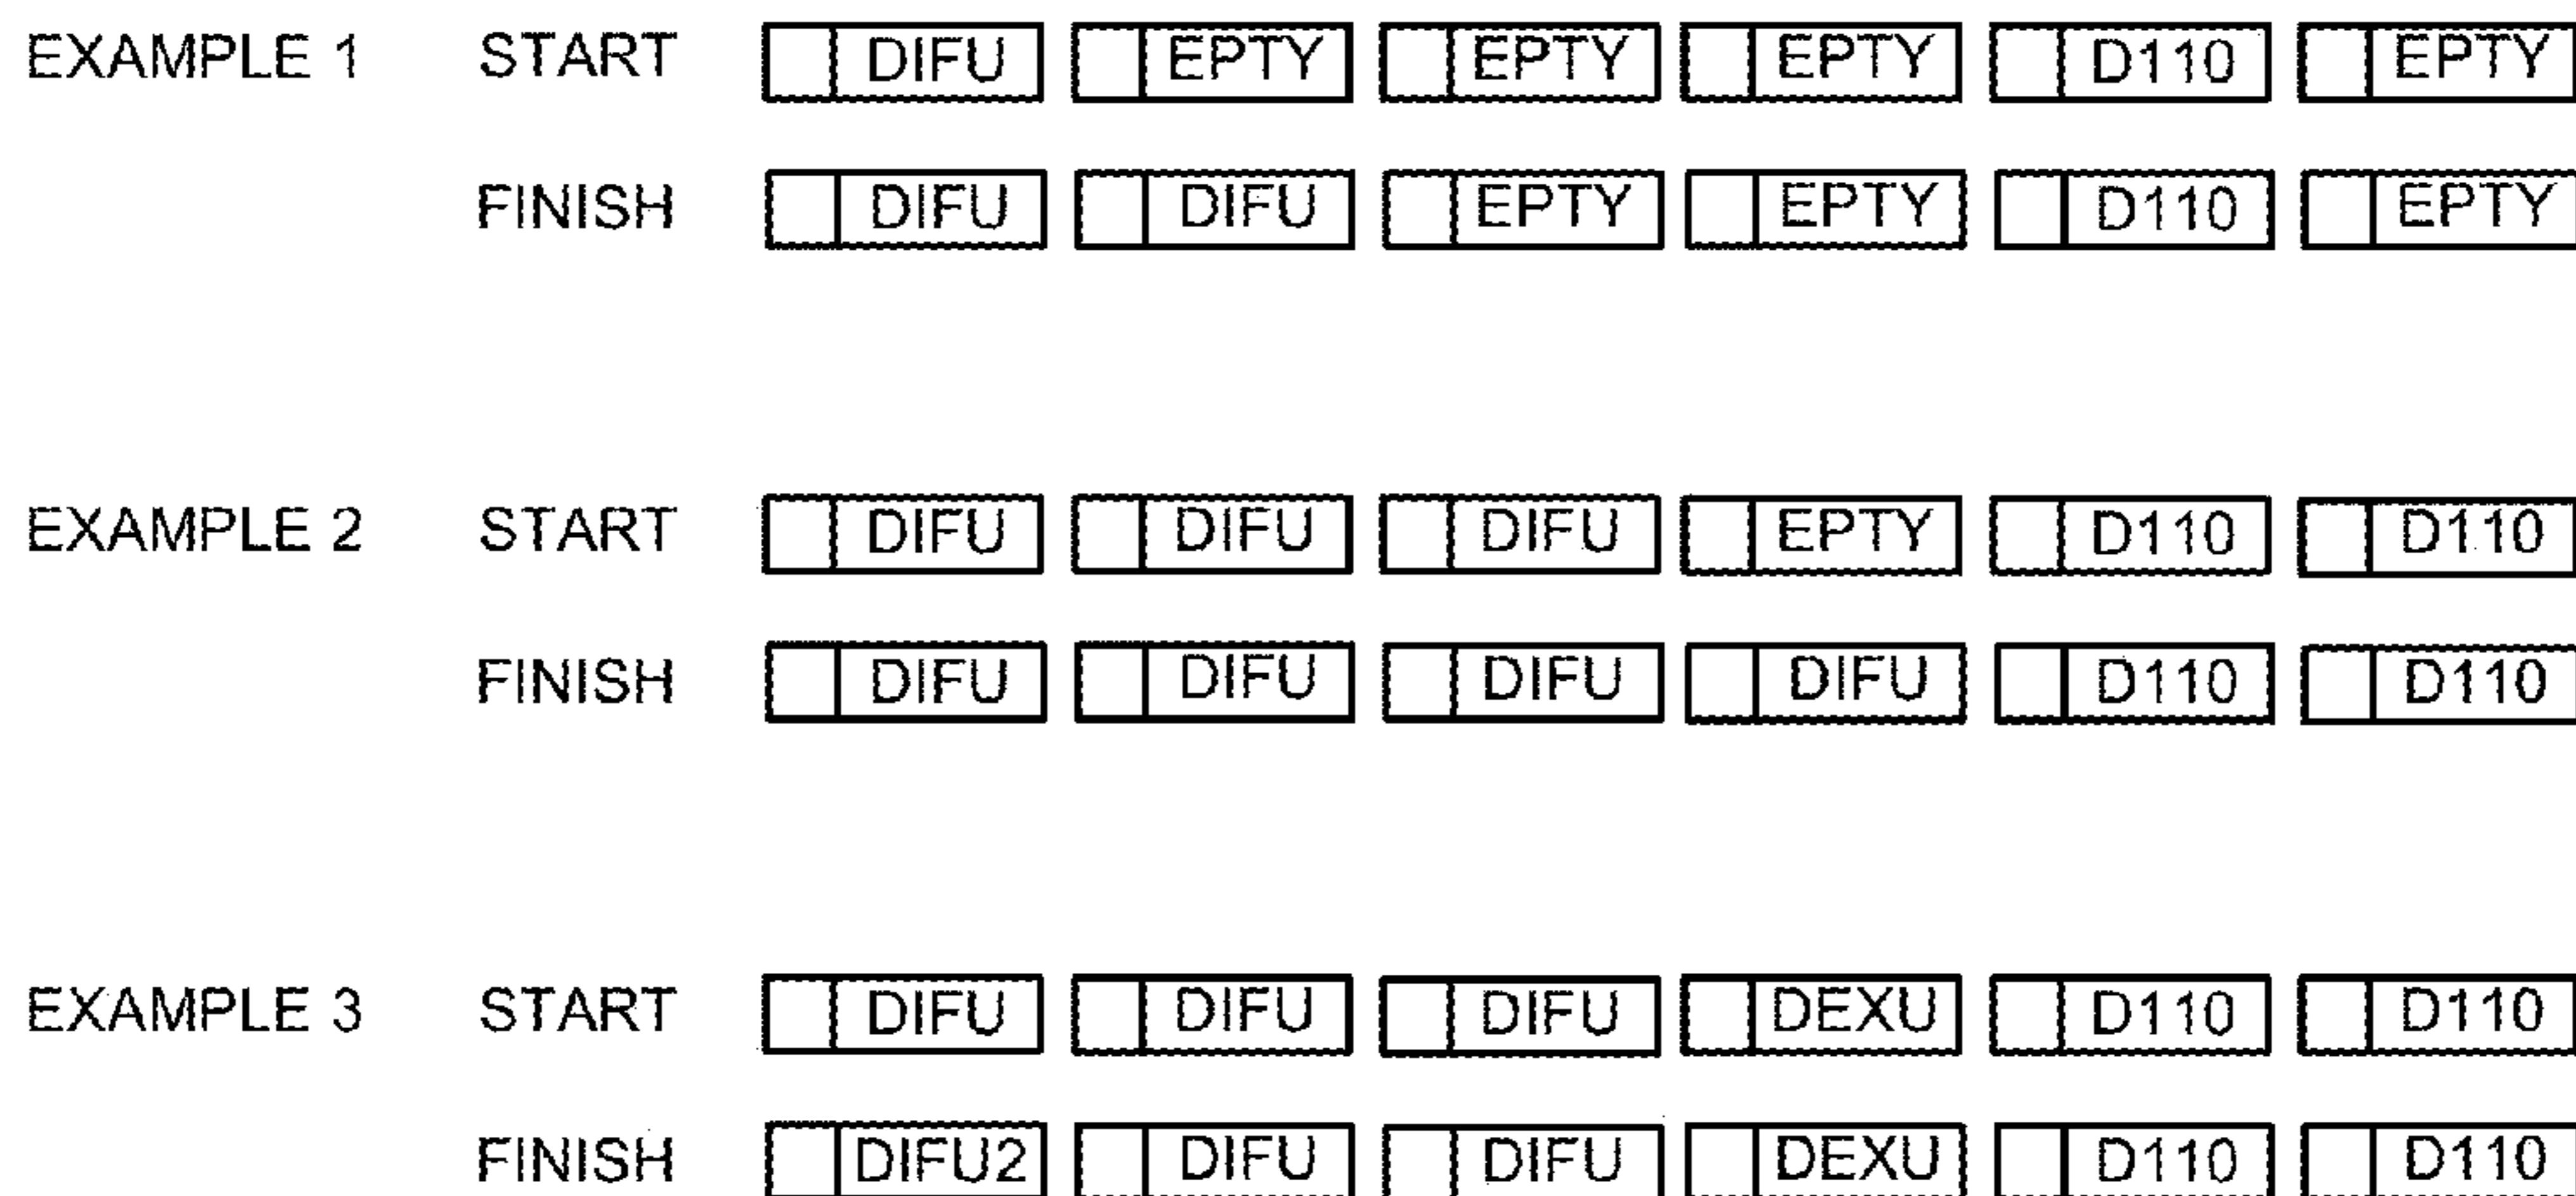 EXAMPLE 1 START DIFU EPTY EPTY EPTY D110 EPTY
FINISH DIFU DIFU EPTY EPTY D110 EPTY
EXAMPLE 2 START DIFU DIFU DIFU EPTY D110 D110
FINISH DIFU DIFU DIFU DIFU D110 D110
EXAMPLE 3 START DIFU DIFU DIFU DEXU D110 D110
FINISH DIFU2 DIFU DIFU DEXU D110 D110